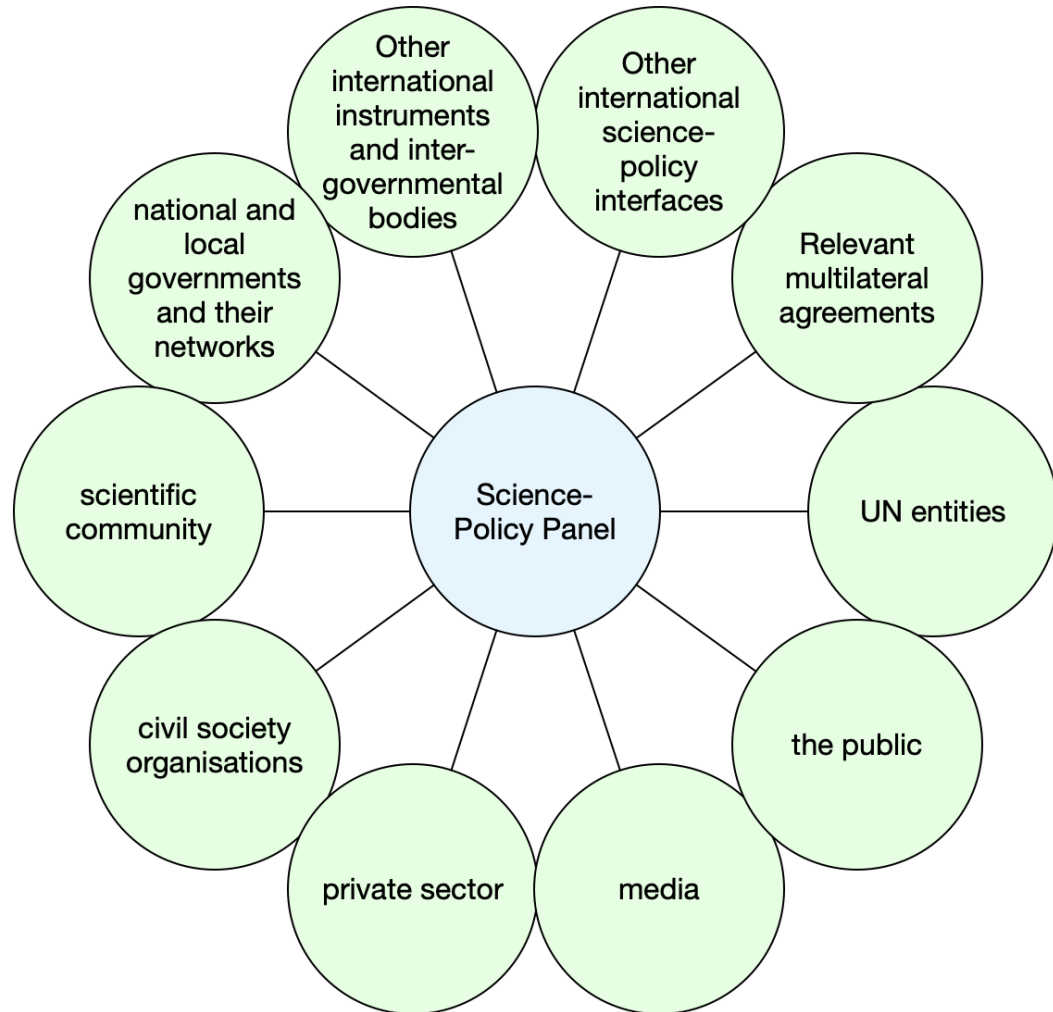 Other
international
instruments
and inter-
governmental
bodies
Other
international
science-
policy
interfaces
national and
local
governments
and their
networks
Relevant
multilateral
agreements
scientific
community
Science-
Policy Panel
UN entities
civil society
organisations
the public
private sector
media